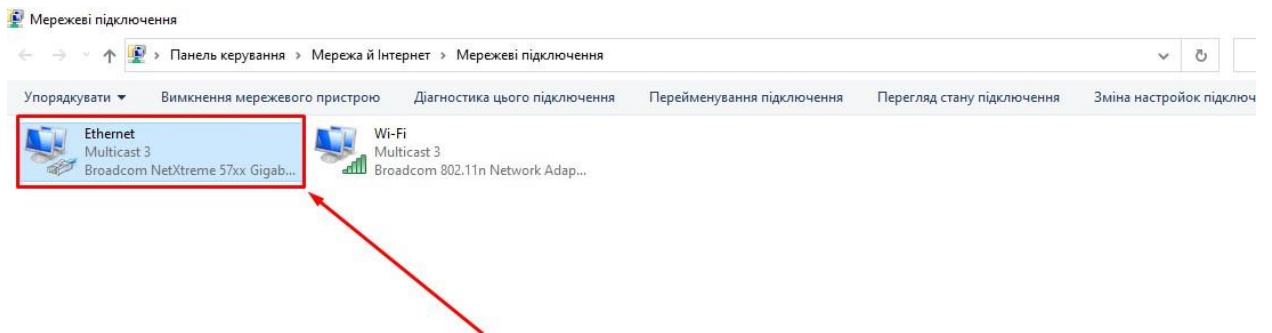 Мережеві підключення
Панель керування › Мережа й Інтернет › Мережеві підключення
Упорядкувати Вимкнення мережевого пристрою Діагностика цього підключення Перейменування підключення Перегляд стану підключення Зміна настройок підключ
Ethernet
Multicast 3
Broadcom NetXtreme 57xx Gigab...
Wi-Fi
Multicast 3
Broadcom 802.11n Network Adap...